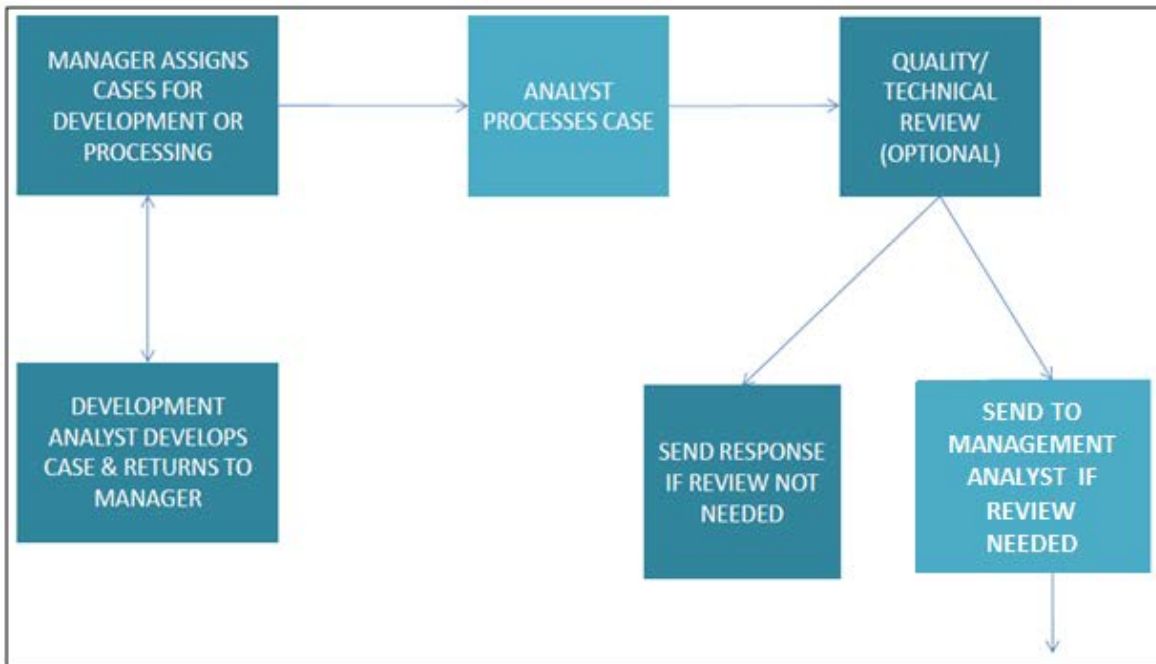 MANAGER ASSIGNS
CASES FOR
DEVELOPMENT OR
PROCESSING
ANALYST
PROCESSES CASE
QUALITY/
TECHNICAL
REVIEW
(OPTIONAL)
DEVELOPMENT
ANALYST DEVELOPS
CASE & RETURNS TO
MANAGER
SEND RESPONSE
IF REVIEW NOT
NEEDED
SEND TO
MANAGEMENT
ANALYST IF
REVIEW
NEEDED